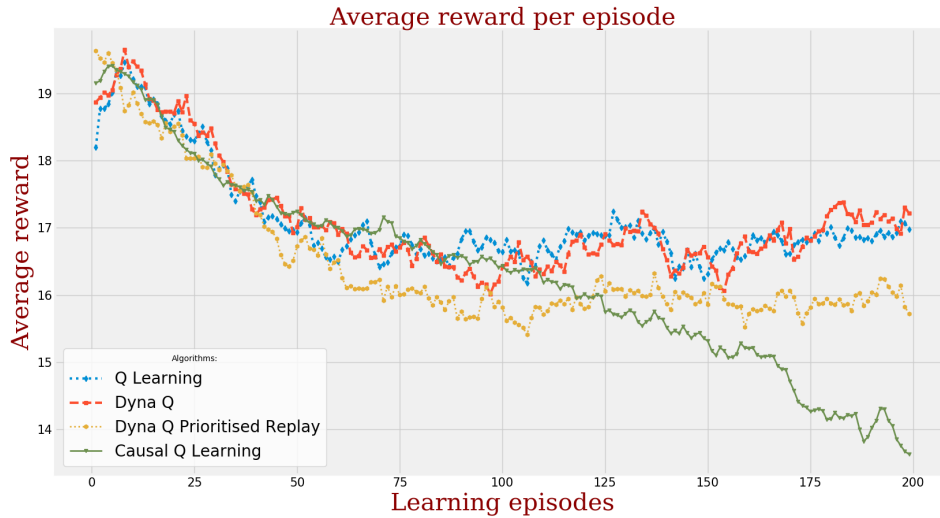 Average reward per episode
Average reward
19
18
17
16
15
14
Algorithms:
Q Learning
Dyna Q
Dyna Q Prioritised Replay
Causal Q Learning
0 25 50 75 100 125 150 175 200
Learning episodes